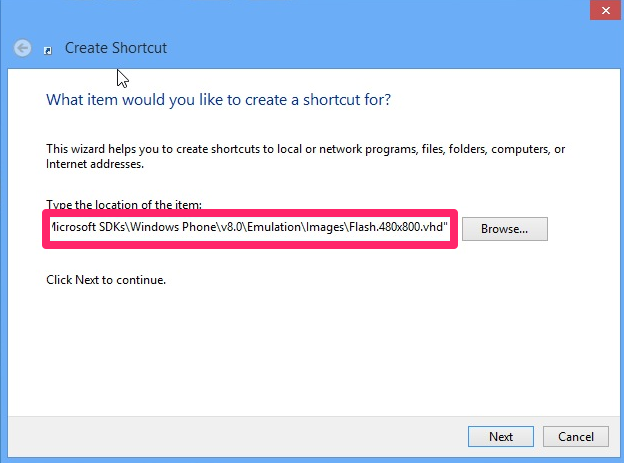 Create Shortcut
What item would you like to create a shortcut for?
This wizard helps you to create shortcuts to local or network programs, files, folders, computers, or
Internet addresses.
Type the location of the item:
Microsoft SDKs\Windows Phone\v8.0\Emulation\Images\Flash.480x800.vhd"
Browse...
Click Next to continue.
Next
Cancel